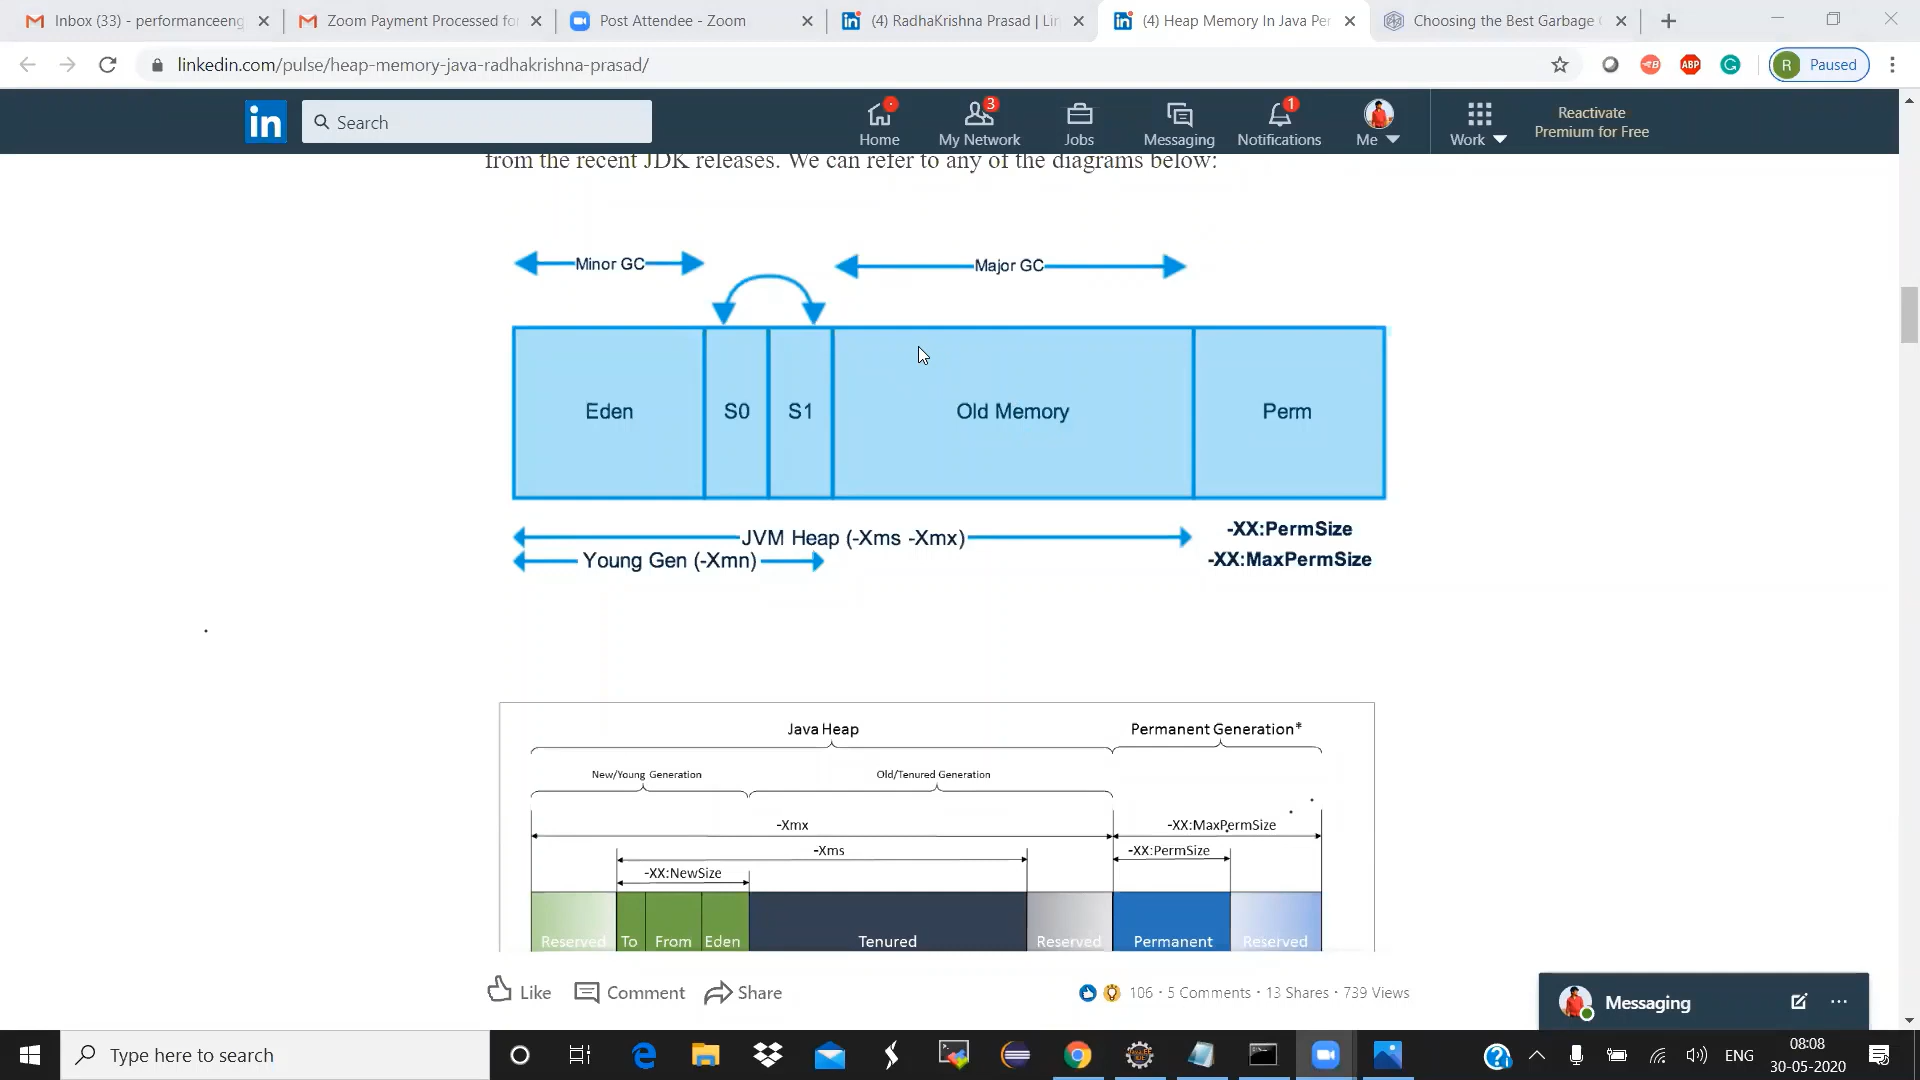 Inbox (33) - performanceeng
Zoom Payment Processed for
Post Attendee - Zoom
(4) RadhaKrishna Prasad | Lin
(4) Heap Memory In Java Per
Choosing the Best Garbage
linkedin.com/pulse/heap-memory-java-radhakrishna-prasad/
ABP
R Paused
in
Search
Home
3
My Network
Jobs
Messaging
1
Notifications
Me
Work
Reactivate
Premium for Free
from the recent JDK releases. We can refer to any of the diagrams below:
Minor GC
Major GC
Eden
S0
S1
Old Memory
Perm
JVM Heap (-Xms -Xmx)
-XX:PermSize
Young Gen (-Xmn)
-XX:MaxPermSize
Java Heap
Permanent Generation*
New/Young Generation
Old/Tenured Generation
-Xmx
-XX:MaxPermSize
-Xms
-XX:PermSize
-XX:NewSize
Reserved
To
From
Eden
Tenured
Reserved
Permanent
Reserved
Like
Comment
Share
106 · 5 Comments · 13 Shares · 739 Views
Messaging
Type here to search
ENG
08:08
30-05-2020